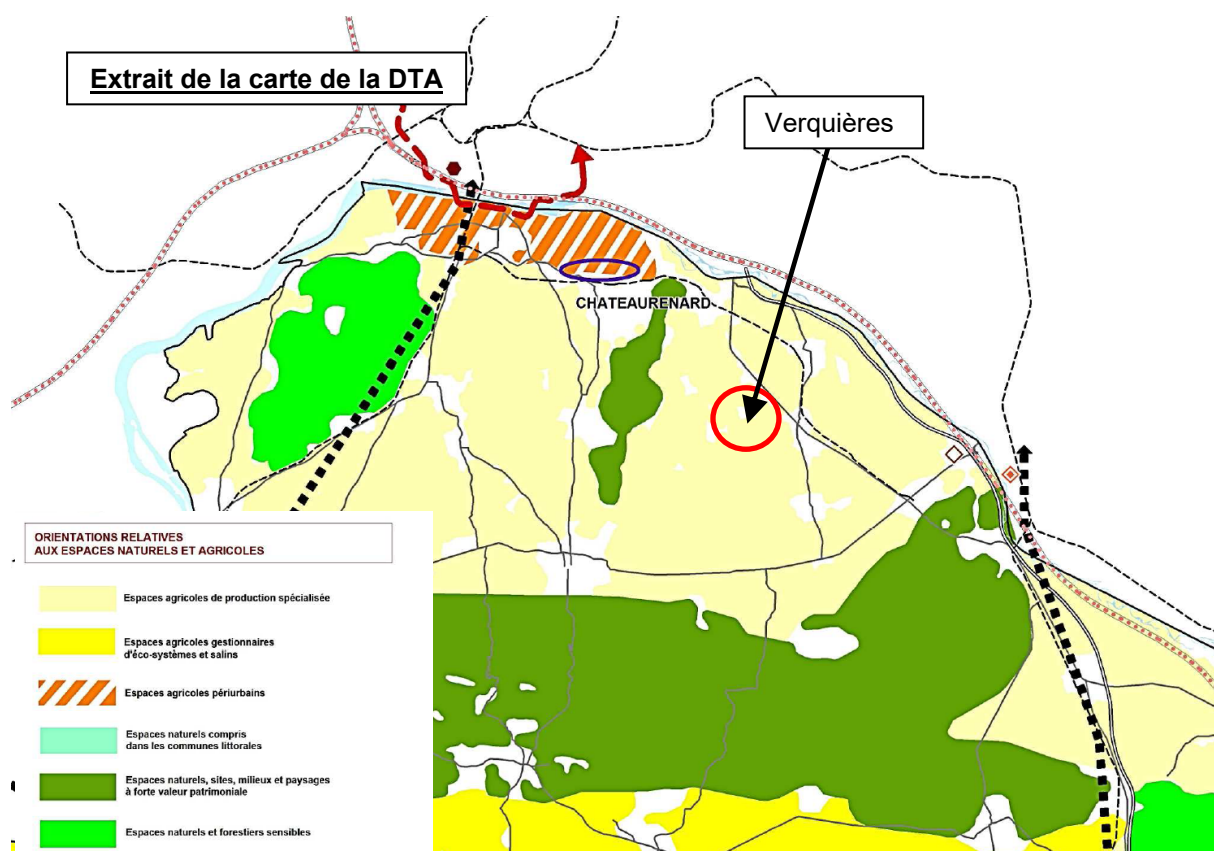 Extrait de la carte de la DTA
Verquières
CHATEAURENARD
ORIENTATIONS RELATIVES
AUX ESPACES NATURELS ET AGRICOLES
Espaces agricoles de production spécialisée
Espaces agricoles gestionnaires
d'éco-systèmes et salins
Espaces agricoles périurbains
Espaces naturels compris
dans les communes littorales
Espaces naturels, sites, milieux et paysages
à forte valeur patrimoniale
Espaces naturels et forestiers sensibles